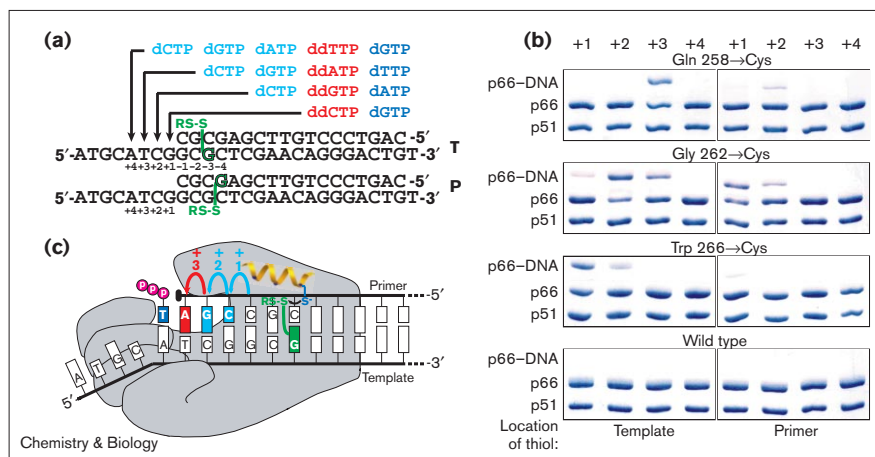 (a)
dCTP dGTP dATP ddTTP dGTP
dCTP dGTP ddATP dTTP
dCTP ddGTP dATP
ddCTP dGTP
RS-S
CGCGAGCTTGTCCCTGAC-5′
5′-ATGCATCGGCGCTCGAACAGGGACTGT-3′ T
+4+3+2+1-1-2-3-4
CGCGAGCTTGTCCCTGAC-5′
5′-ATGCATCGGCGCTCGAACAGGGACTGT-3′ P
+4+3+2+1
RS-S
(b)
+1 +2 +3 +4 +1 +2 +3 +4
Gln 258→Cys
p66–DNA
p66
p51
Gly 262→Cys
p66–DNA
p66
p51
Trp 266→Cys
p66–DNA
p66
p51
Wild type
p66–DNA
p66
p51
Location of thiol: Template Primer
(c)
+3 +2 +1
P P P
Primer
-5′
RS-S S-
T A G C C G C
A T C G G C G
A T G C
-3′
Template
5′
Chemistry & Biology